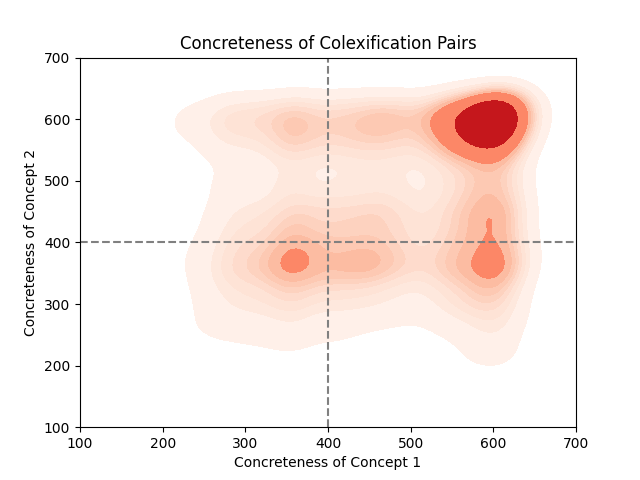 Concreteness of Colexification Pairs
700
600
500
400
300
200
100
Concreteness of Concept 2
100 200 300 400 500 600 700
Concreteness of Concept 1